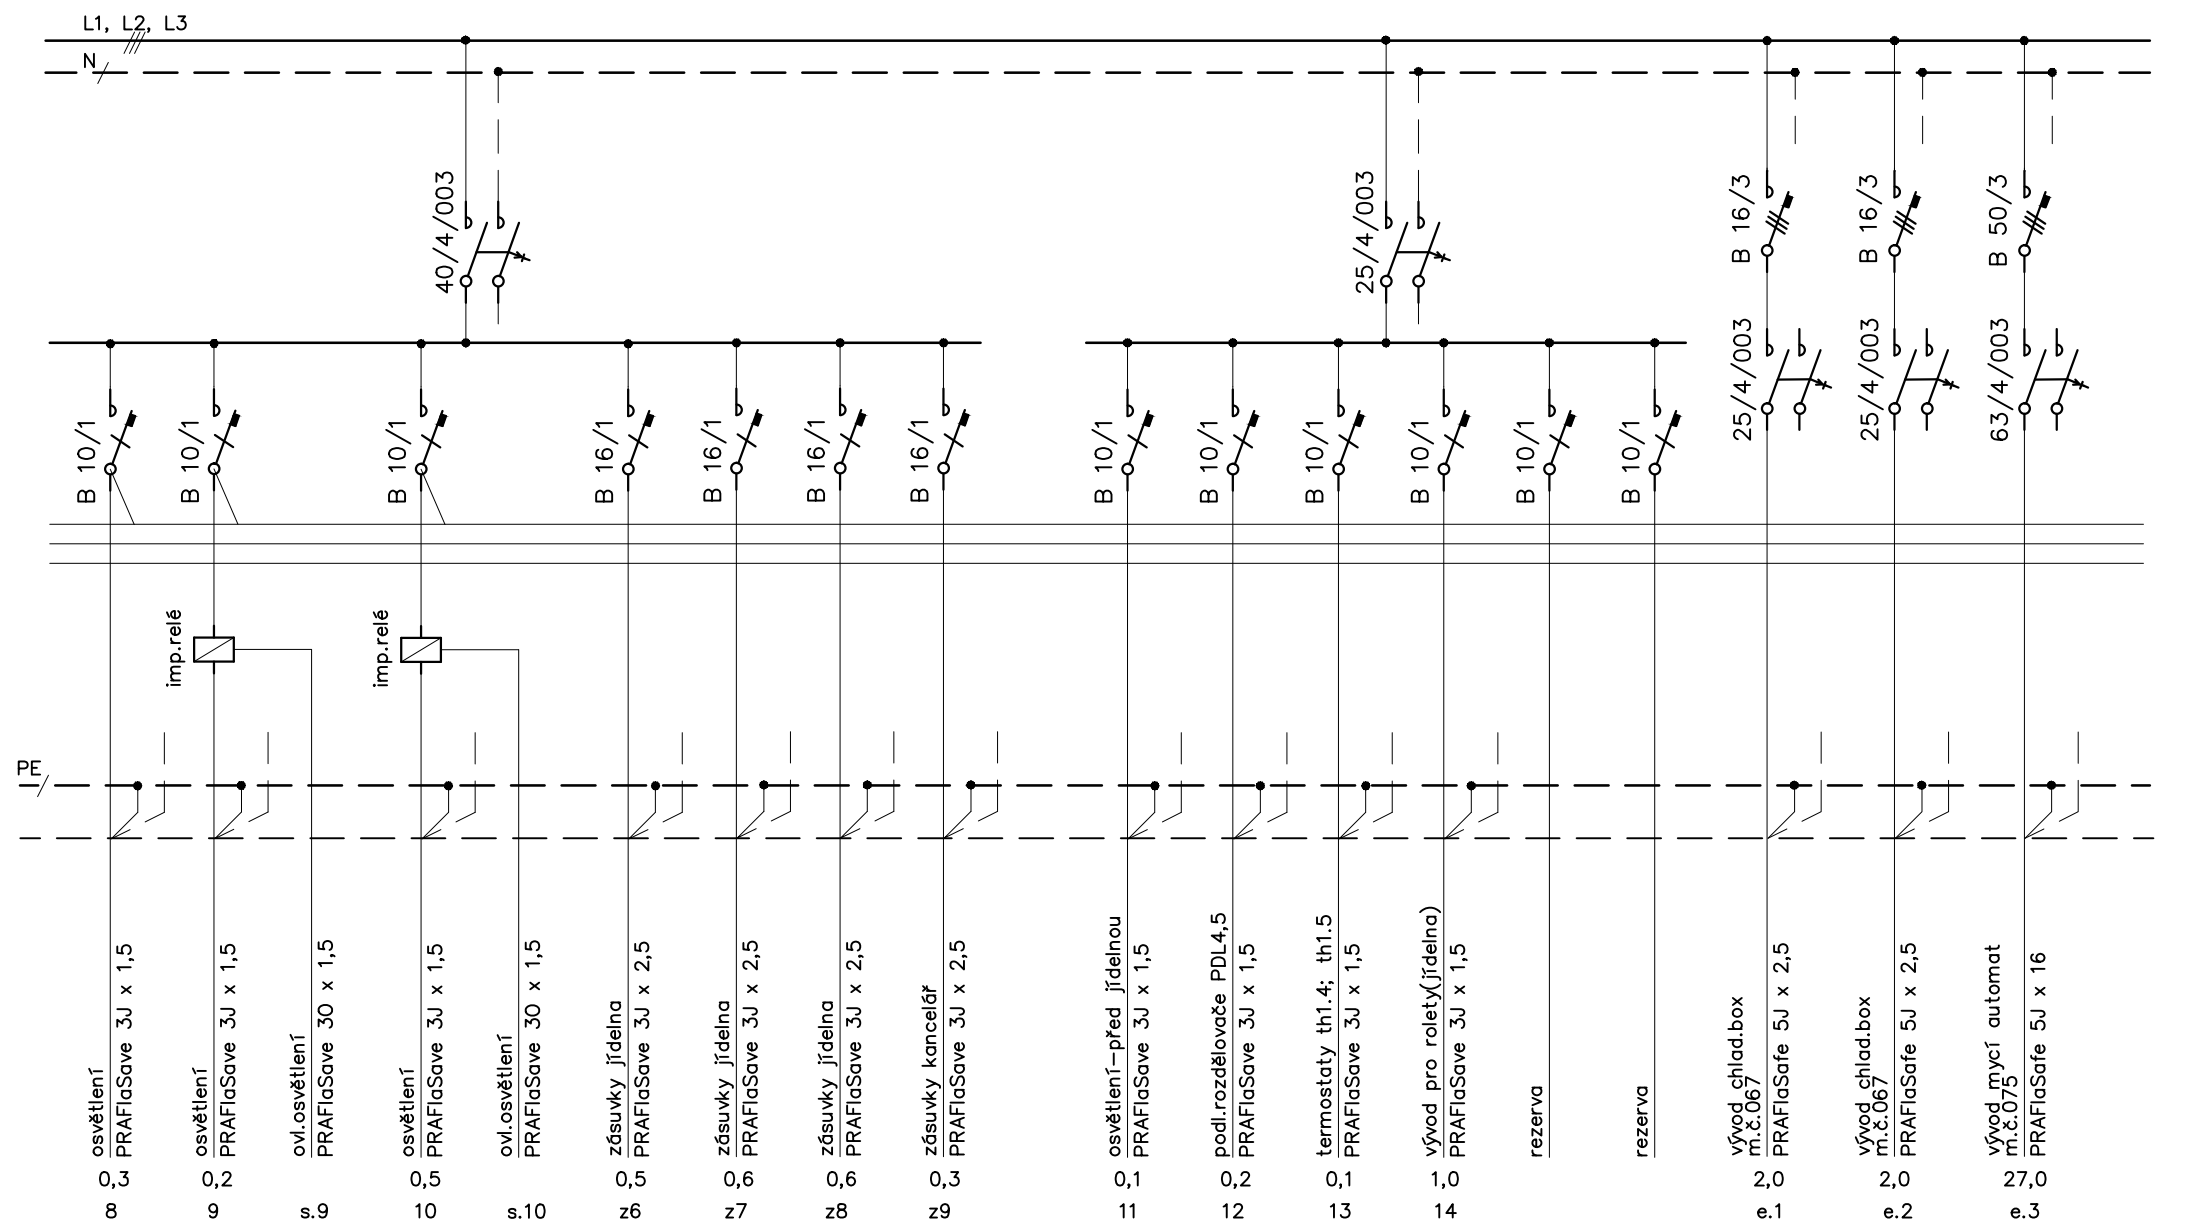 L1, L2, L3
N
40/4/003
25/4/003
B 16/3
B 16/3
B 50/3
25/4/003
25/4/003
63/4/003
B 10/1
B 10/1
B 10/1
B 16/1
B 16/1
B 16/1
B 16/1
B 10/1
B 10/1
B 10/1
B 10/1
B 10/1
B 10/1
imp.relé
imp.relé
PE
osvětlení
PRAFlaSave 3J x 1,5
osvětlení
PRAFlaSave 3J x 1,5
ovl.osvětlení
PRAFlaSave 3O x 1,5
osvětlení
PRAFlaSave 3J x 1,5
ovl.osvětlení
PRAFlaSave 3O x 1,5
zásuvky jídelna
PRAFlaSave 3J x 2,5
zásuvky jídelna
PRAFlaSave 3J x 2,5
zásuvky jídelna
PRAFlaSave 3J x 2,5
zásuvky kancelář
PRAFlaSave 3J x 2,5
osvětlení-před jídelnou
PRAFlaSave 3J x 1,5
podl.rozdělovače PDL4,5
PRAFlaSave 3J x 1,5
termostaty th1.4; th1.5
PRAFlaSave 3J x 1,5
vývod pro rolety(jídelna)
PRAFlaSave 3J x 1,5
rezerva
rezerva
vývod chlad.box
m.č.067
PRAFlaSafe 5J x 2,5
vývod chlad.box
m.č.067
PRAFlaSafe 5J x 2,5
vývod mycí automat
m.č.075
PRAFlaSafe 5J x 16
0,3 0,2 0,5 0,5 0,6 0,6 0,3 0,1 0,2 0,1 1,0 2,0 2,0 27,0
8 9 s.9 10 s.10 z6 z7 z8 z9 11 12 13 14 e.1 e.2 e.3